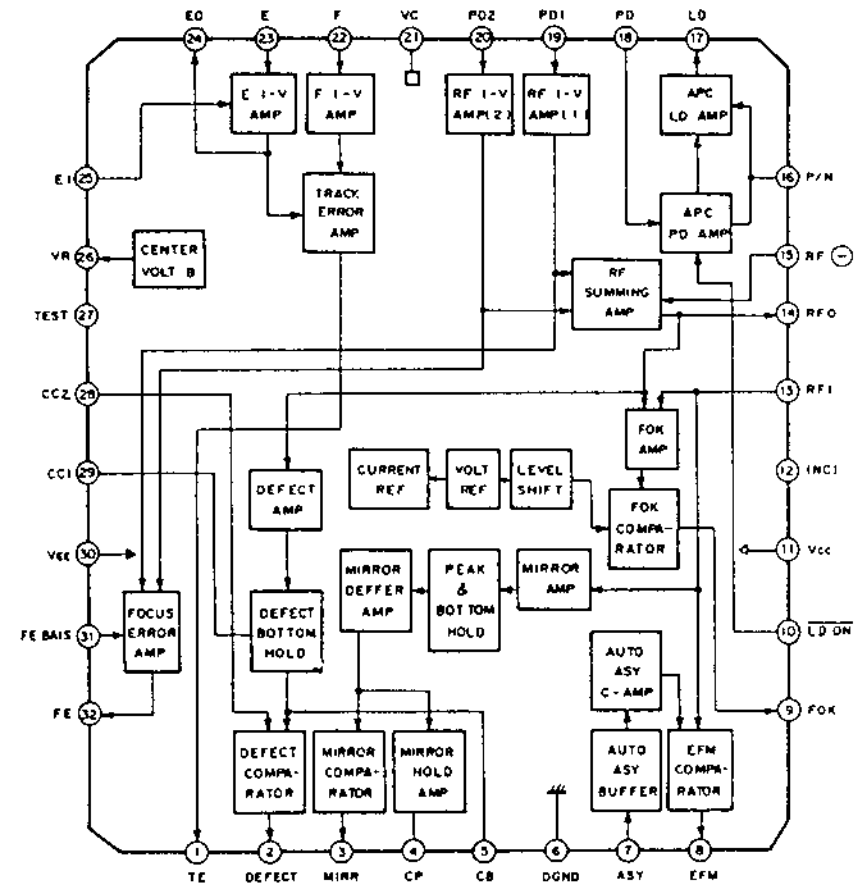 EO E F VC PD2 PD1 PD LD
24 23 22 21 20 19 18 17
E I-V AMP
F I-V AMP
RF I-V AMP(2)
RF I-V AMP(1)
APC LD AMP
EI 25
16 P/N
TRACK ERROR AMP
APC PD AMP
VR 26
CENTER VOLT B
15 RF −
RF SUMMING AMP
TEST 27
14 RFO
CC2 28
13 RFI
FOK AMP
CC1 29
CURRENT REF
VOLT REF
LEVEL SHIFT
12 (NC)
DEFECT AMP
FOK COMPA-RATOR
VEE 30
11 Vcc
MIRROR DEFFER AMP
PEAK & BOTTOM HOLD
MIRROR AMP
FE BAIS 31
FOCUS ERROR AMP
DEFECT BOTTOM HOLD
10 LD ON
AUTO ASY C-AMP
FE 32
9 FOK
DEFECT COMPA-RATOR
MIRROR COMPA-RATOR
MIRROR HOLD AMP
AUTO ASY BUFFER
EFM COMPA-RATOR
1 2 3 4 5 6 7 8
TE DEFECT MIRR CP CB DGND ASY EFM